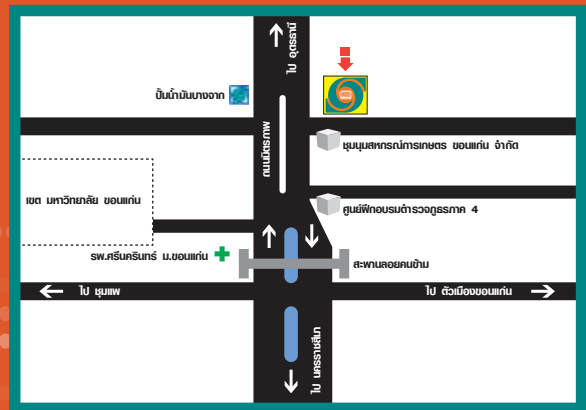 ไป อุดรธานี
ปั้มน้ำมันบางจาก
ถนนมิตรภาพ
ชุมนุมสหกรณ์การเกษตร ขอนแก่น จำกัด
เขต มหาวิทยาลัย ขอนแก่น
ศูนย์ฝึกอบรมตำรวจภูธรภาค 4
รพ.ศรีนครินทร์ ม.ขอนแก่น
สะพานลอยคนข้าม
ไป ชุมแพ
ไป ตัวเมืองขอนแก่น
ไป นครราชสีมา